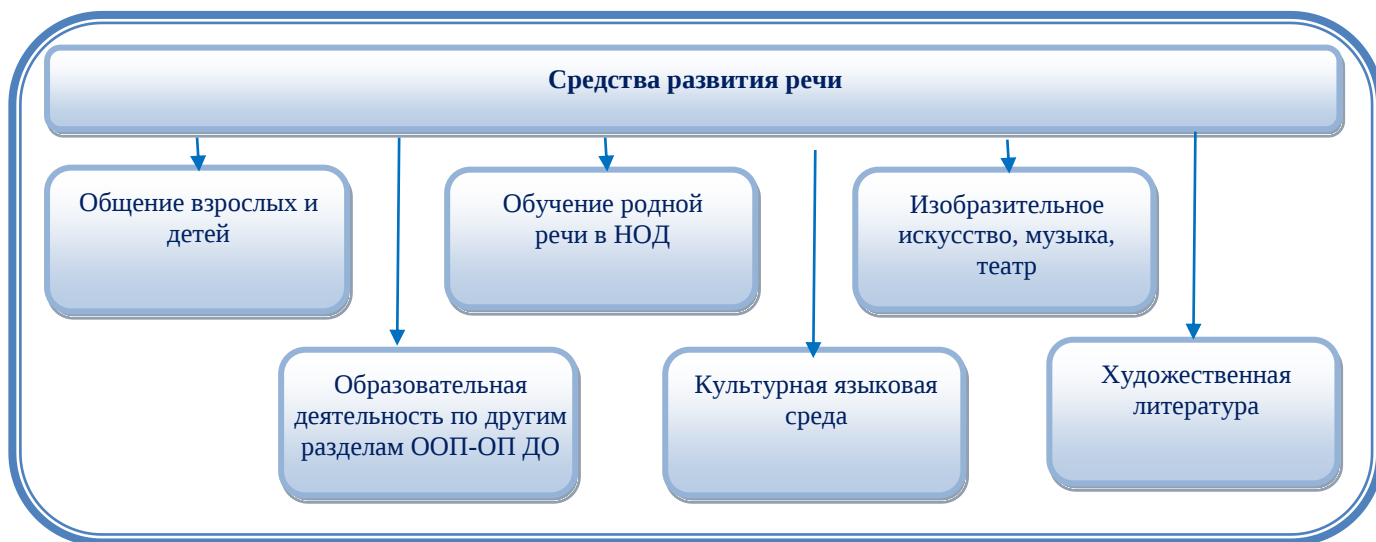 Средства развития речи
Общение взрослых и
детей
Обучение родной
речи в НОД
Изобразительное
искусство, музыка,
театр
Образовательная
деятельность по другим
разделам ООП-ОП ДО
Культурная языковая
среда
Художественная
литература